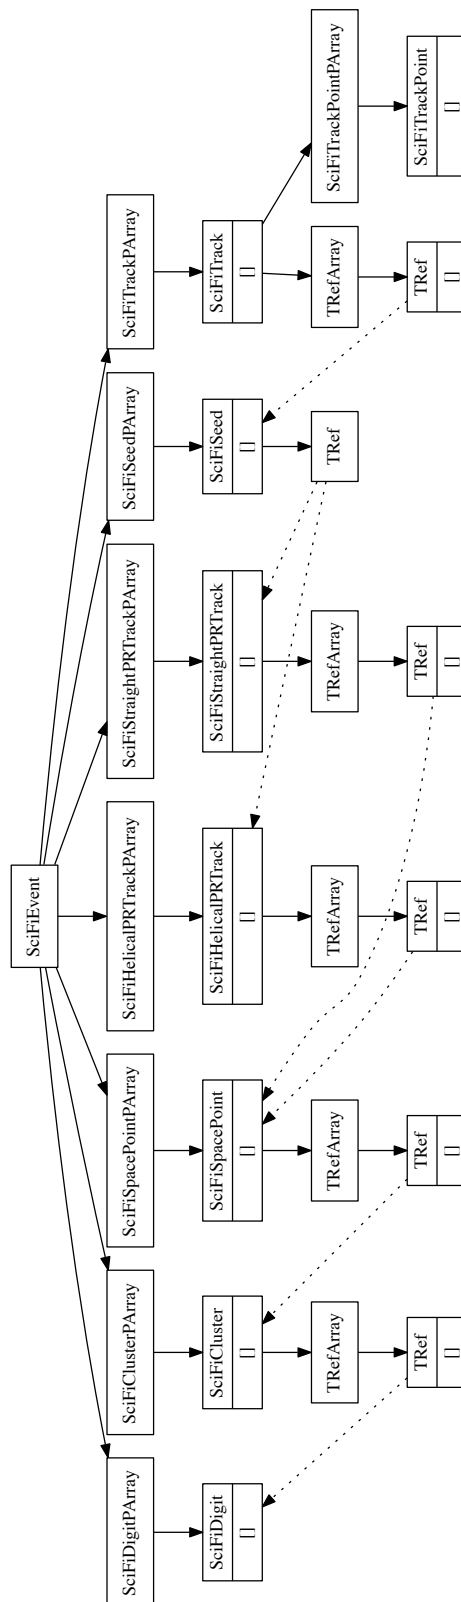 SciFiEvent
SciFiDigitPArray
SciFiClusterPArray
SciFiSpacePointPArray
SciFiHelicalPRTrackPArray
SciFiStraightPRTrackPArray
SciFiSeedPArray
SciFiTrackPArray
SciFiDigit
[]
SciFiCluster
[]
SciFiSpacePoint
[]
SciFiHelicalPRTrack
[]
SciFiStraightPRTrack
[]
SciFiSeed
[]
SciFiTrack
[]
TRefArray
TRefArray
TRefArray
TRefArray
TRef
TRefArray
SciFiTrackPointPArray
TRef
[]
TRef
[]
TRef
[]
TRef
[]
TRef
[]
SciFiTrackPoint
[]